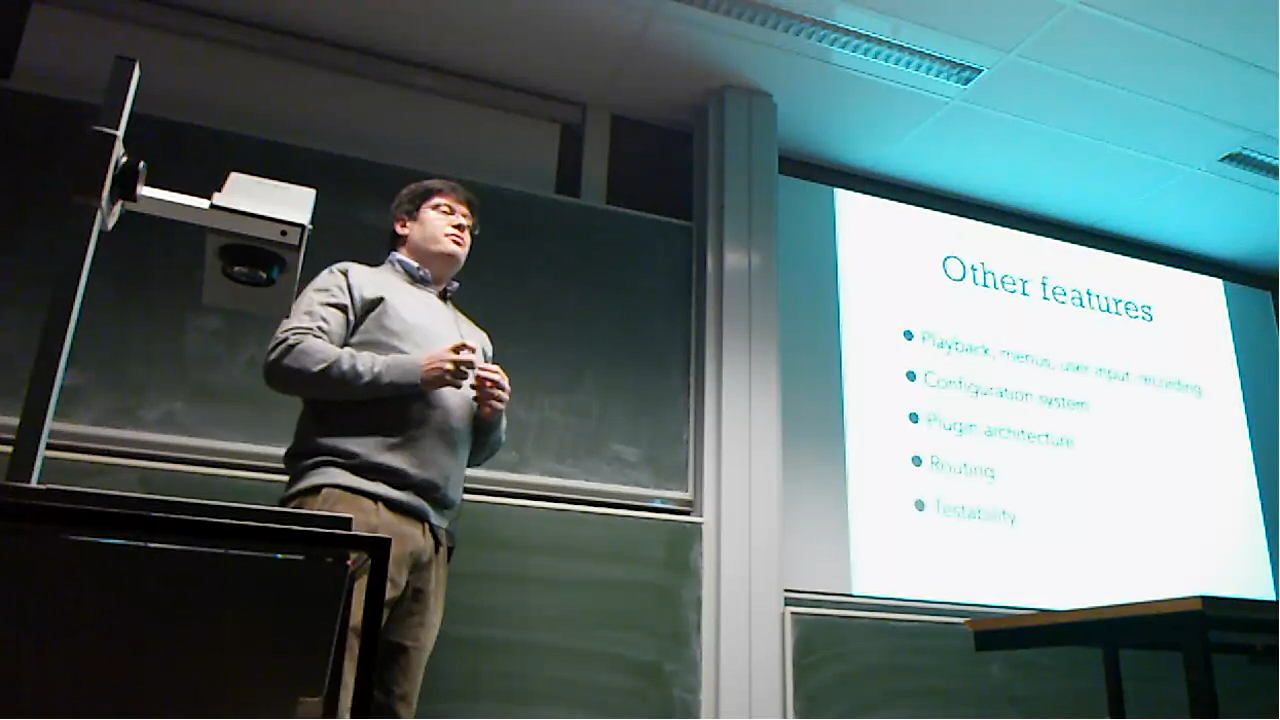 Other features
Playback, menus, user input recording
Configuration system
Plugin architecture
Routing
Testability